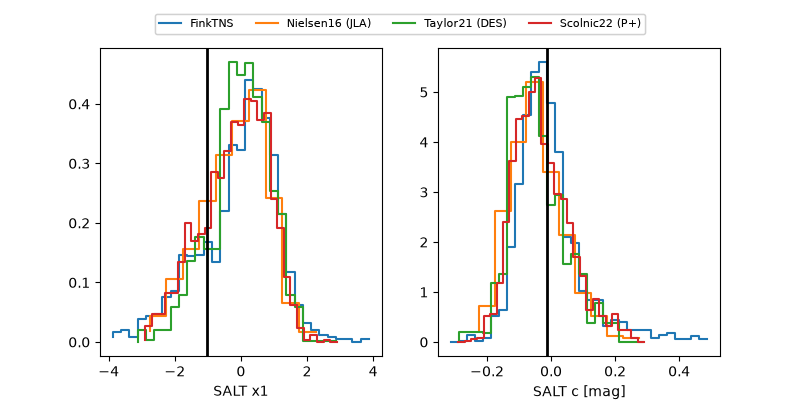 FinkTNS Nielsen16 (JLA) Taylor21 (DES) Scolnic22 (P+)
0.4
0.3
0.2
0.1
0.0
−4 −2 0 2 4
SALT x1
5
4
3
2
1
0
−0.2 0.0 0.2 0.4
SALT c [mag]